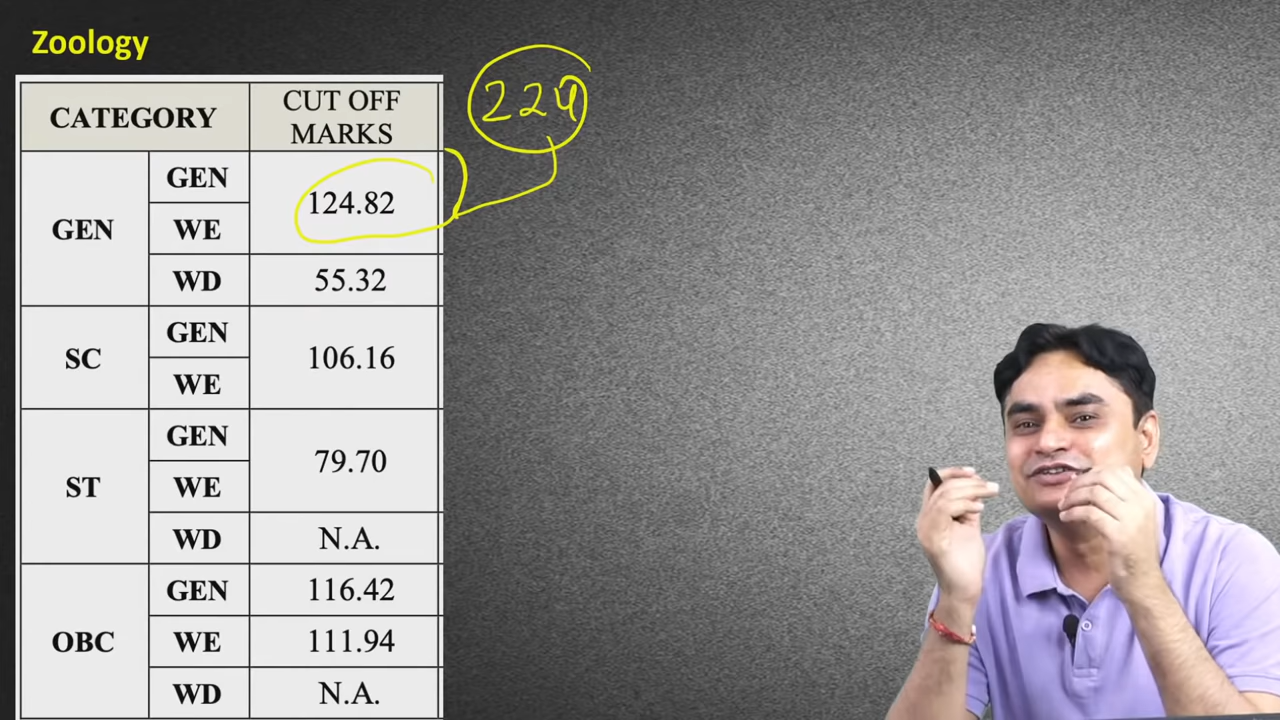 Zoology
224
CATEGORY CUT OFF MARKS
GEN GEN 124.82
WE
WD 55.32
SC GEN 106.16
WE
ST GEN 79.70
WE
WD N.A.
OBC GEN 116.42
WE 111.94
WD N.A.